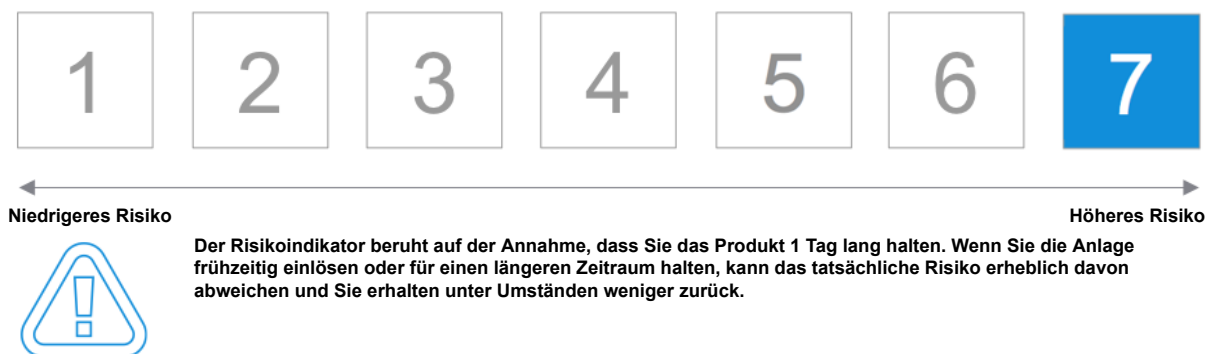 1 2 3 4 5 6 7
Niedrigeres Risiko Höheres Risiko
Der Risikoindikator beruht auf der Annahme, dass Sie das Produkt 1 Tag lang halten. Wenn Sie die Anlage
frühzeitig einlösen oder für einen längeren Zeitraum halten, kann das tatsächliche Risiko erheblich davon
abweichen und Sie erhalten unter Umständen weniger zurück.